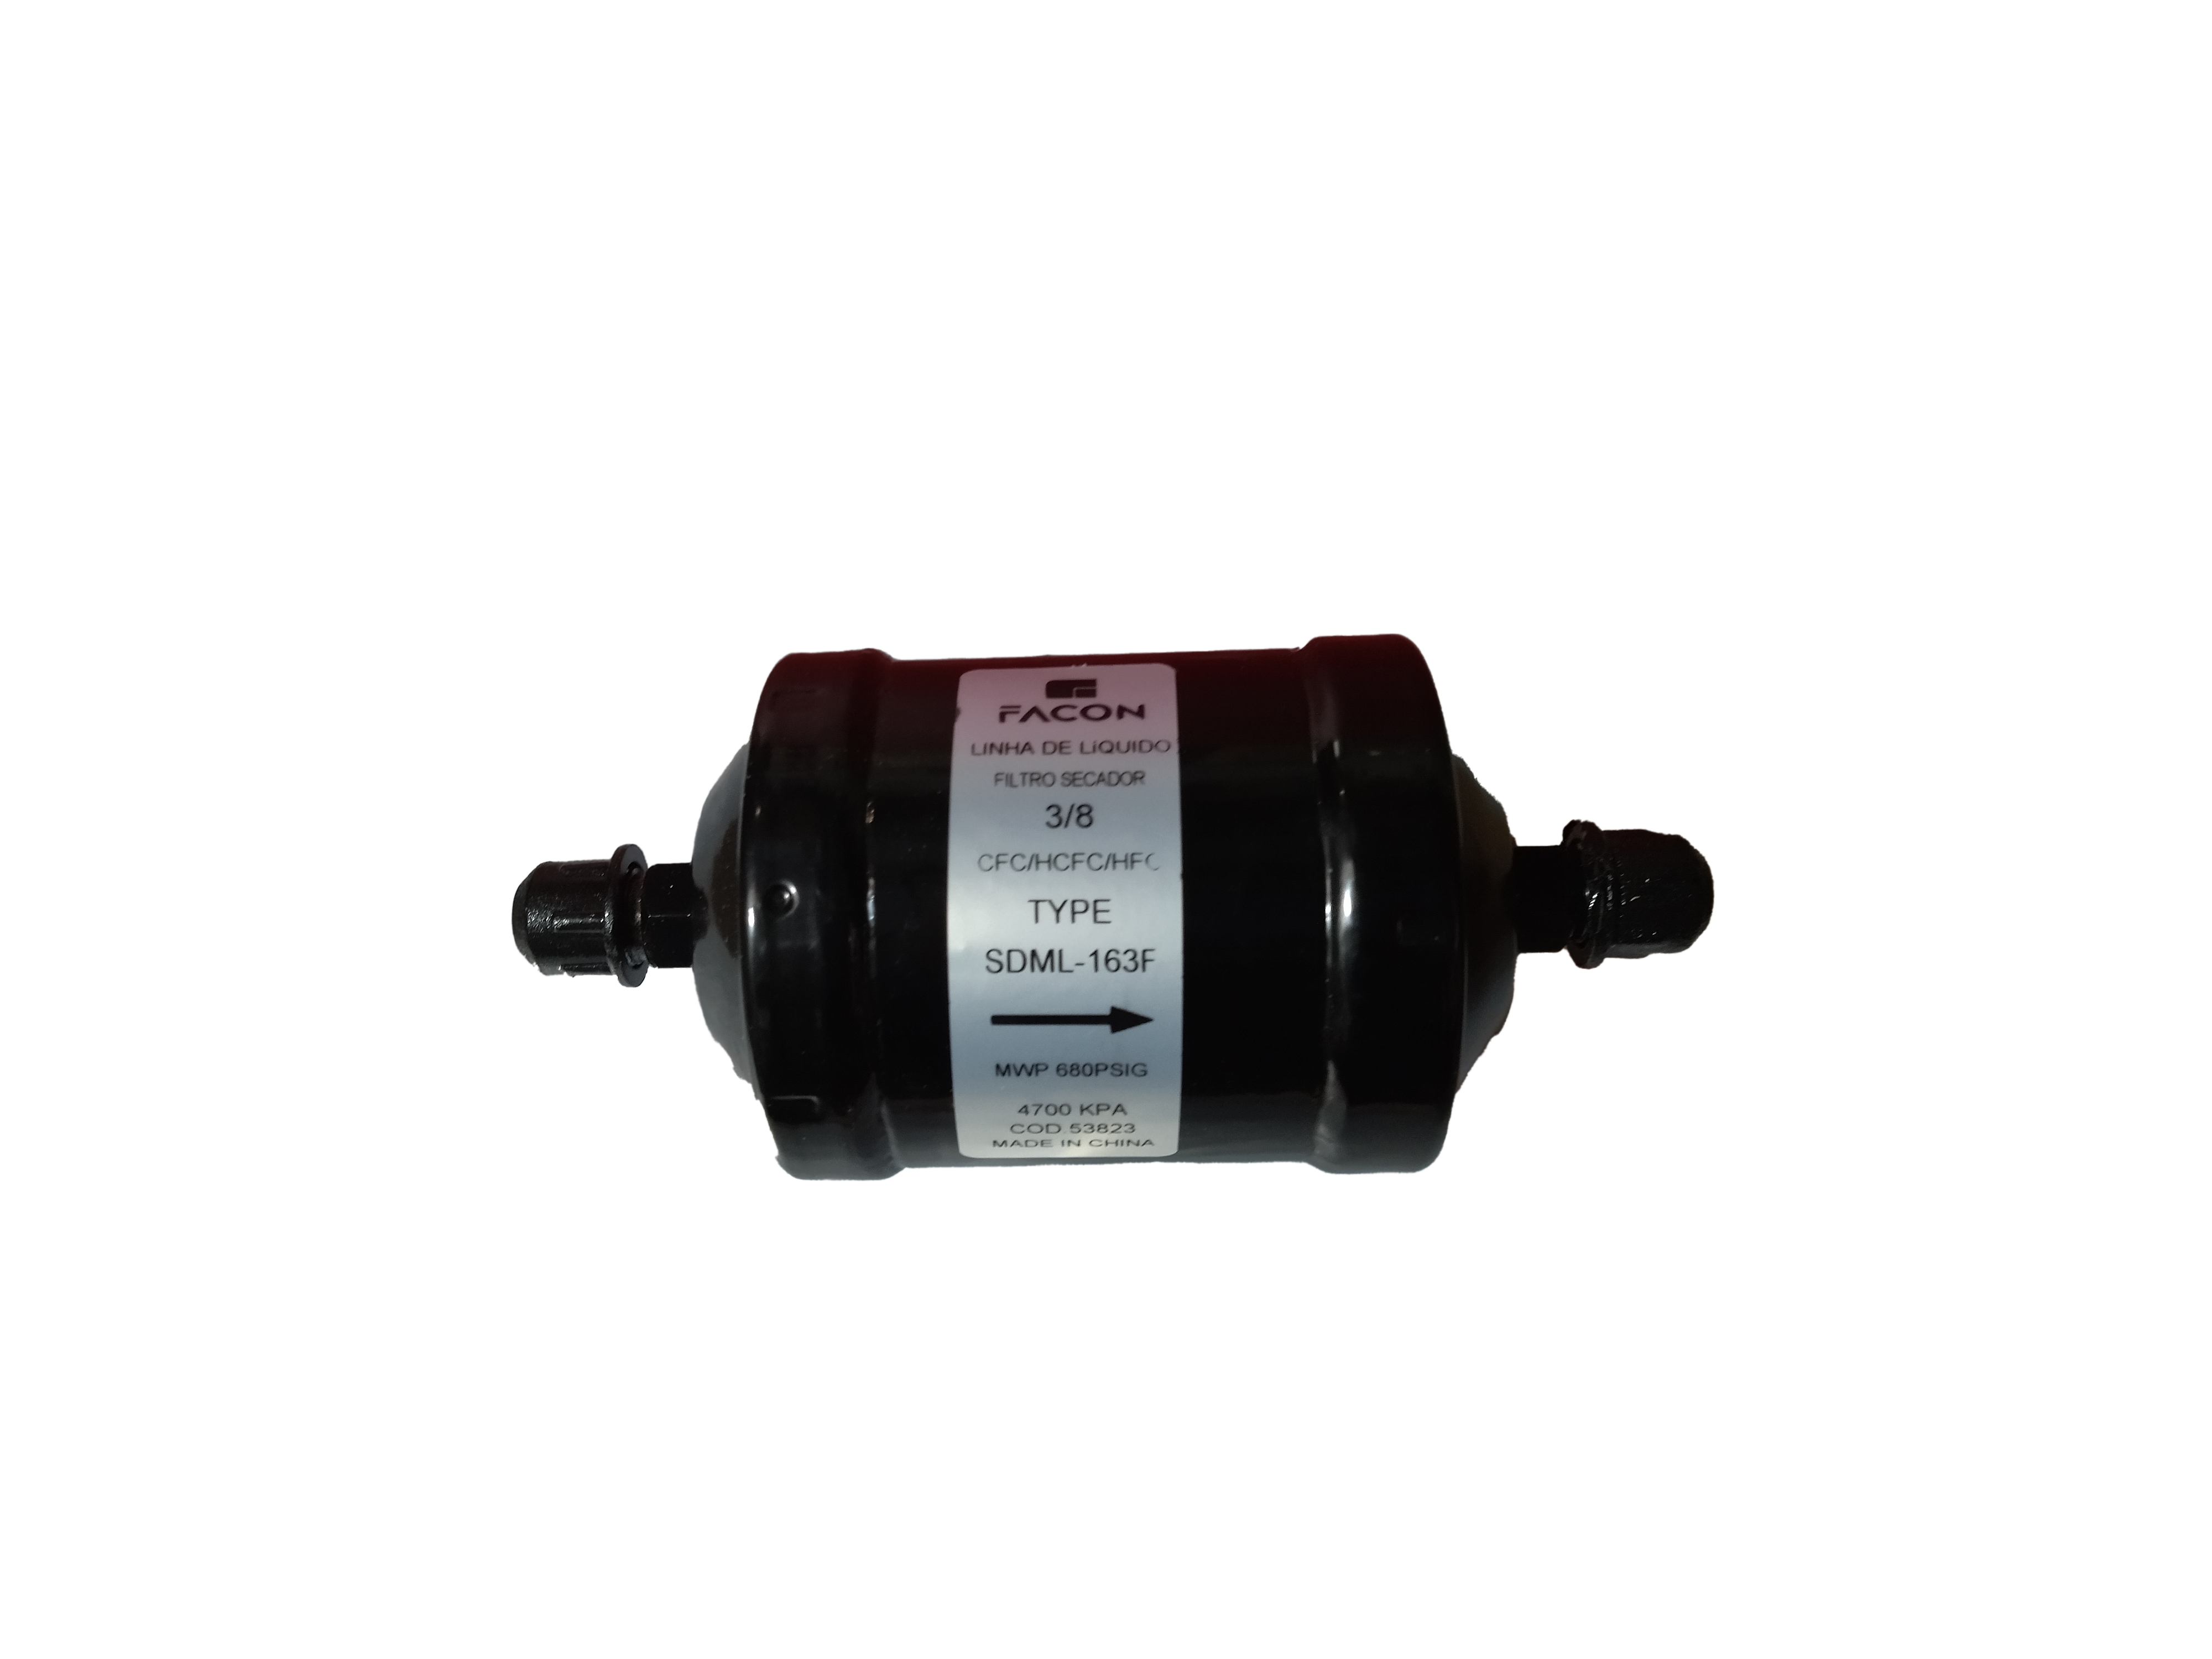 FACON
LINHA DE LíQUIDO
FILTRO SECADOR
3/8
CFC/HCFC/HFC
TYPE
SDML-163F
MWP 680PSIG
4700 KPA
COD.53823
MADE IN CHINA